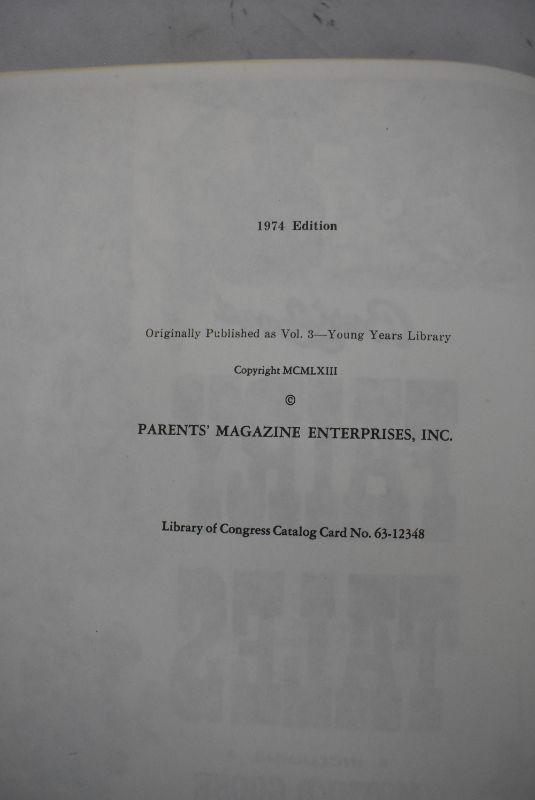 1974 Edition
Originally Published as Vol. 3—Young Years Library
Copyright MCMLXIII
©
PARENTS' MAGAZINE ENTERPRISES, INC.
Library of Congress Catalog Card No. 63-12348